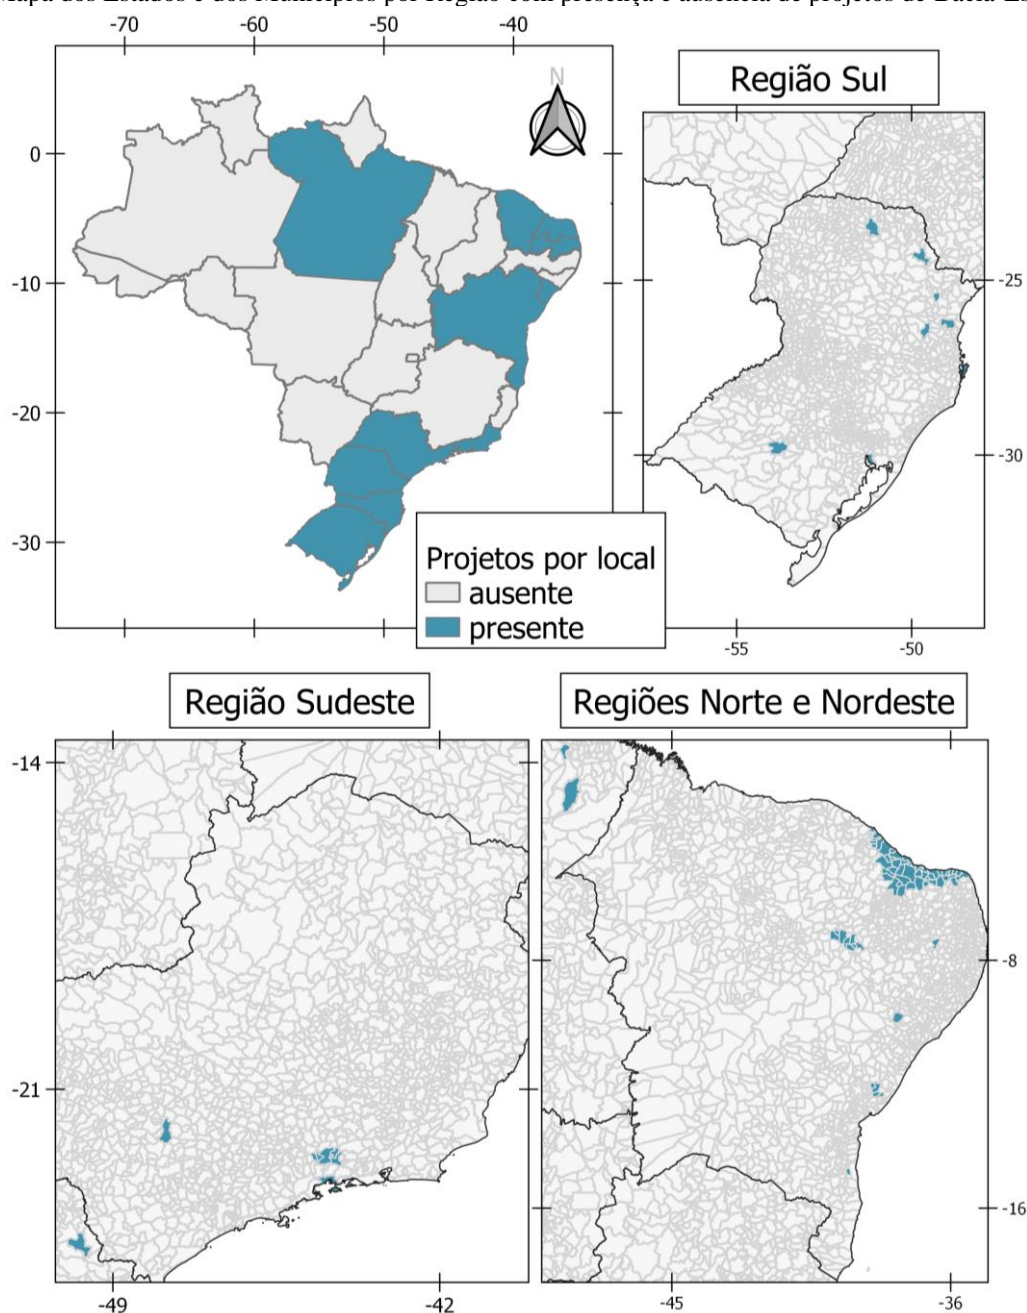 Mapa dos Estados e dos Municípios por Região com presença e ausência de projetos de Bacia-Es
-70 -60 -50 -40
N
Região Sul
0
-10
-20
-30
-25
-30
Projetos por local
ausente
presente
-55 -50
Região Sudeste
Regiões Norte e Nordeste
-14
-21
-8
-16
-49 -42
-45 -36